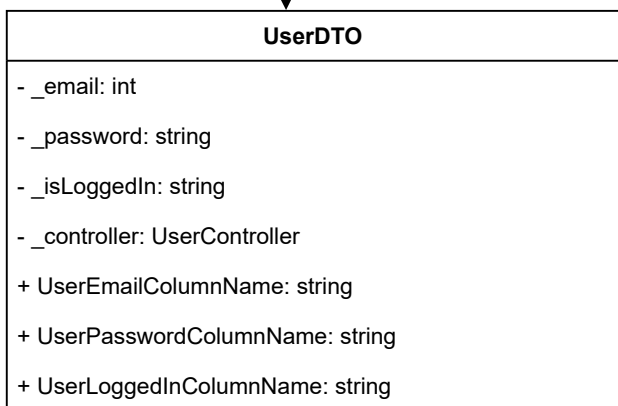 UserDTO
- _email: int
- _password: string
- _isLoggedIn: string
- _controller: UserController
+ UserEmailColumnName: string
+ UserPasswordColumnName: string
+ UserLoggedInColumnName: string